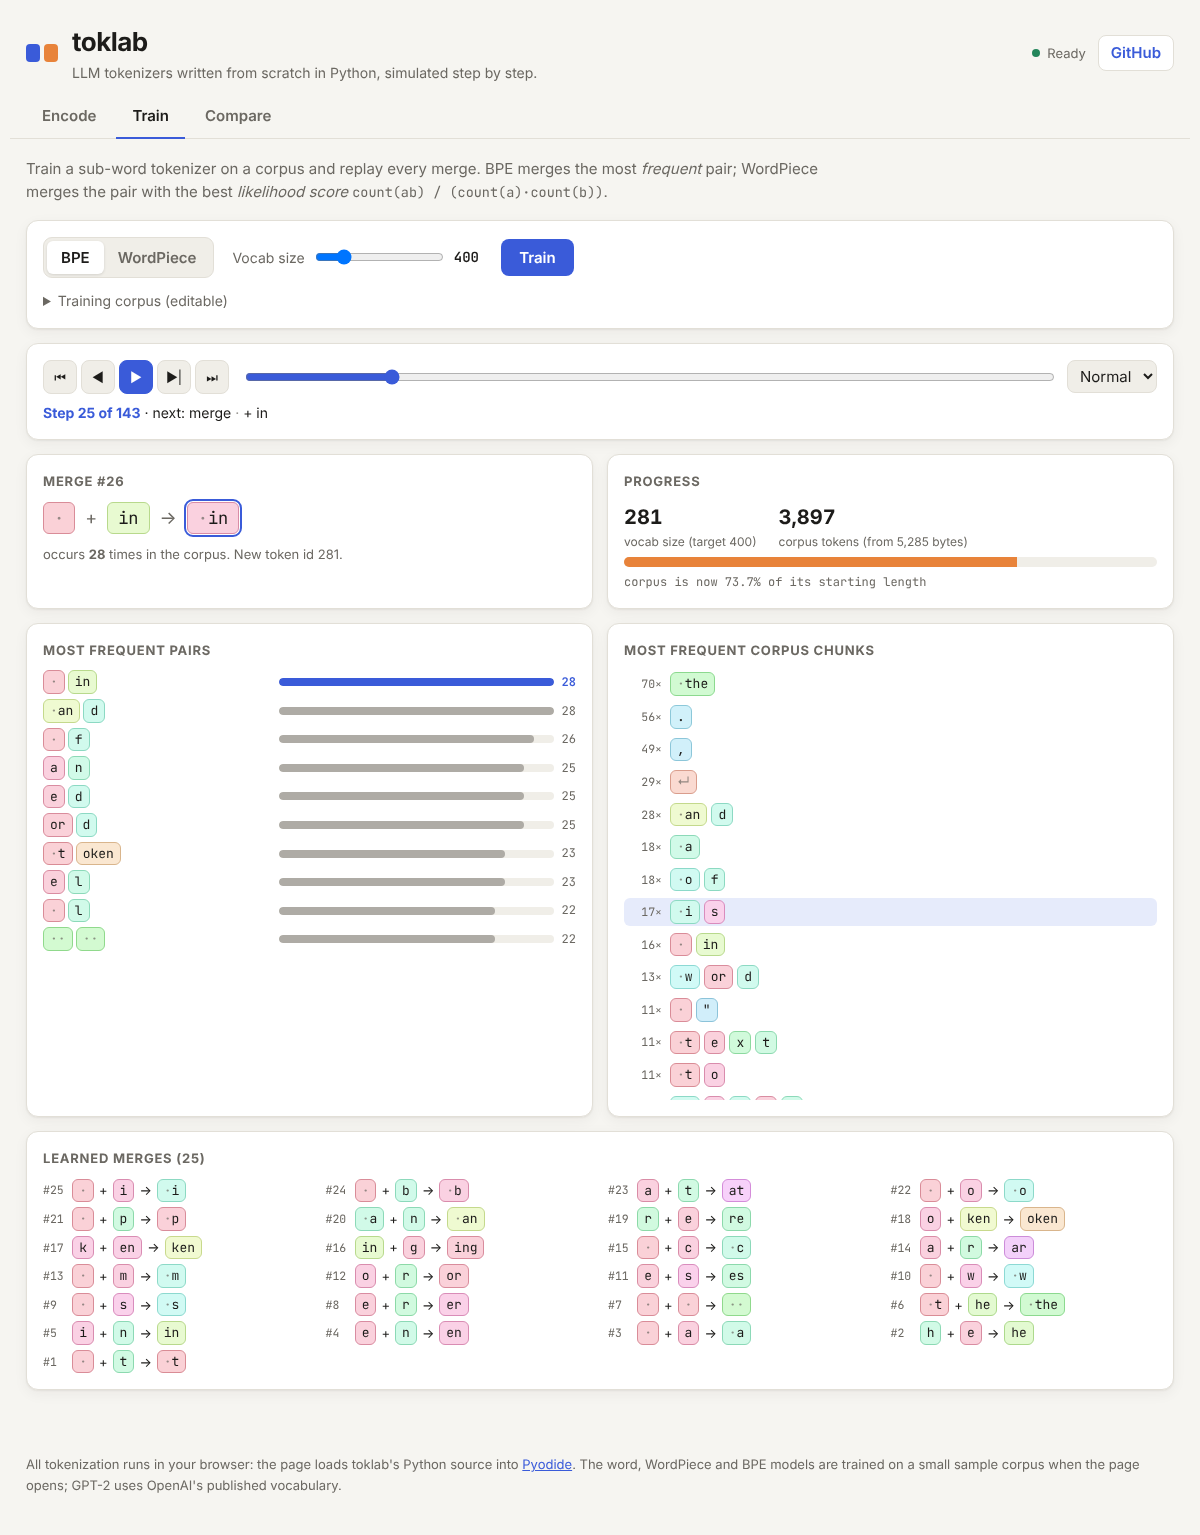 toklab
LLM tokenizers written from scratch in Python, simulated step by step.
Ready
GitHub
Encode Train Compare
Train a sub-word tokenizer on a corpus and replay every merge. BPE merges the most frequent pair; WordPiece
merges the pair with the best likelihood score count(ab) / (count(a)·count(b)).
BPE WordPiece Vocab size 400 Train
▶ Training corpus (editable)
⏮ ◀ ▶ ▶| ⏭ Normal
Step 25 of 143 · next: merge · + in
MERGE #26
· + in → ·in
occurs 28 times in the corpus. New token id 281.
PROGRESS
281 3,897
vocab size (target 400) corpus tokens (from 5,285 bytes)
corpus is now 73.7% of its starting length
MOST FREQUENT PAIRS
· in 28
·an d 28
· f 26
a n 25
e d 25
or d 25
·t oken 23
e l 23
· l 22
·· ·· 22
MOST FREQUENT CORPUS CHUNKS
70× ·the
56× .
49× ,
29× ↵
28× ·an d
18× ·a
18× ·o f
17× ·i s
16× · in
13× ·w or d
11× · "
11× ·t e x t
11× ·t o
LEARNED MERGES (25)
#25 · + i → ·i #24 · + b → ·b #23 a + t → at #22 · + o → ·o
#21 · + p → ·p #20 ·a + n → ·an #19 r + e → re #18 o + ken → oken
#17 k + en → ken #16 in + g → ing #15 · + c → ·c #14 a + r → ar
#13 · + m → ·m #12 o + r → or #11 e + s → es #10 · + w → ·w
#9 · + s → ·s #8 e + r → er #7 · + · → ·· #6 ·t + he → ·the
#5 i + n → in #4 e + n → en #3 · + a → ·a #2 h + e → he
#1 · + t → ·t
All tokenization runs in your browser: the page loads toklab's Python source into Pyodide. The word, WordPiece and BPE models are trained on a small sample corpus when the page
opens; GPT-2 uses OpenAI's published vocabulary.